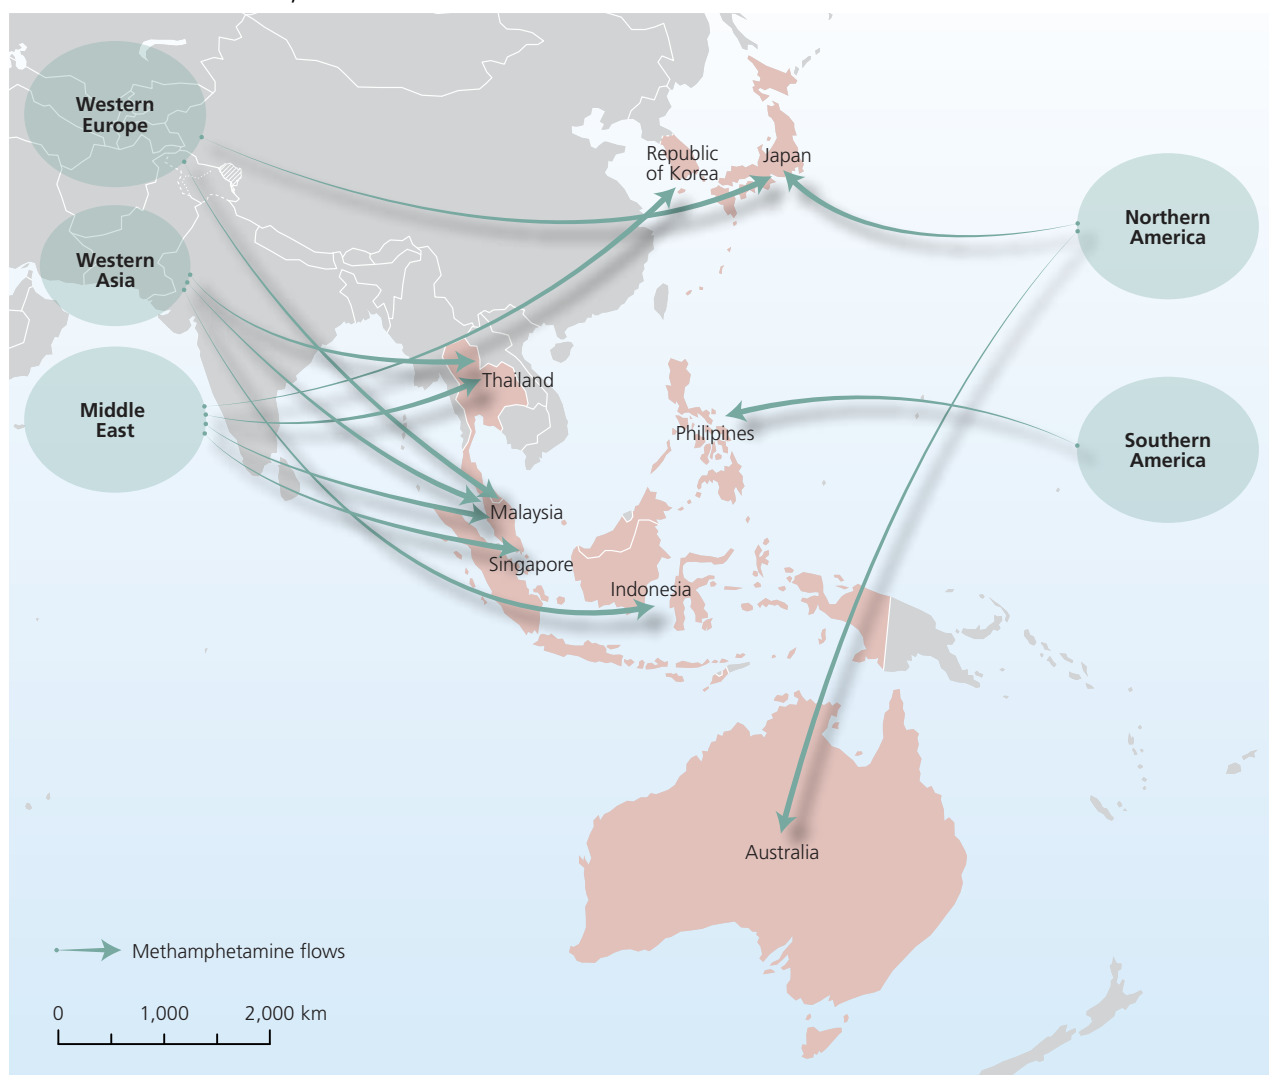 Western
Europe
Republic
of Korea
Japan
Northern
America
Western
Asia
Thailand
Middle
East
Philipines
Southern
America
Malaysia
Singapore
Indonesia
Australia
Methamphetamine flows
0 1,000 2,000 km